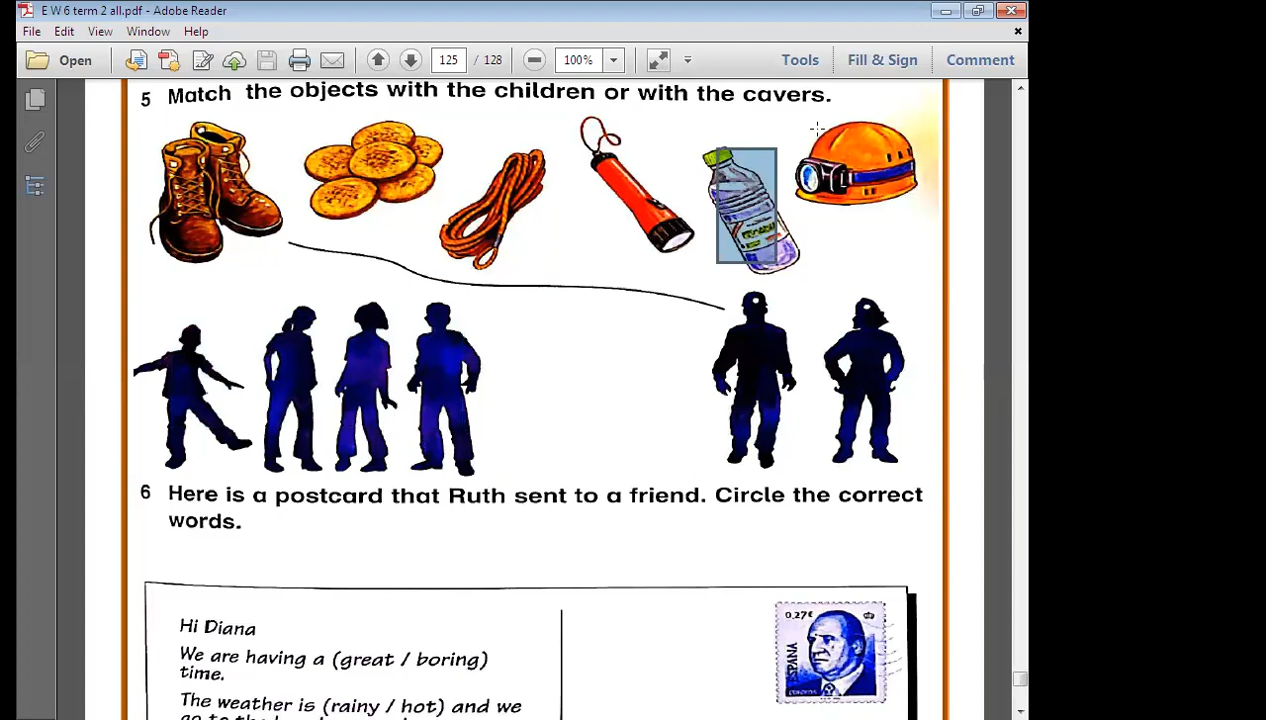 E W 6 term 2 all.pdf - Adobe Reader
File Edit View Window Help
Open 125 / 128 100% Tools Fill & Sign Comment
5 Match the objects with the children or with the cavers.
6 Here is a postcard that Ruth sent to a friend. Circle the correct
words.
Hi Diana
We are having a (great / boring)
time.
The weather is (rainy / hot) and we
0.27€
ESPAÑA